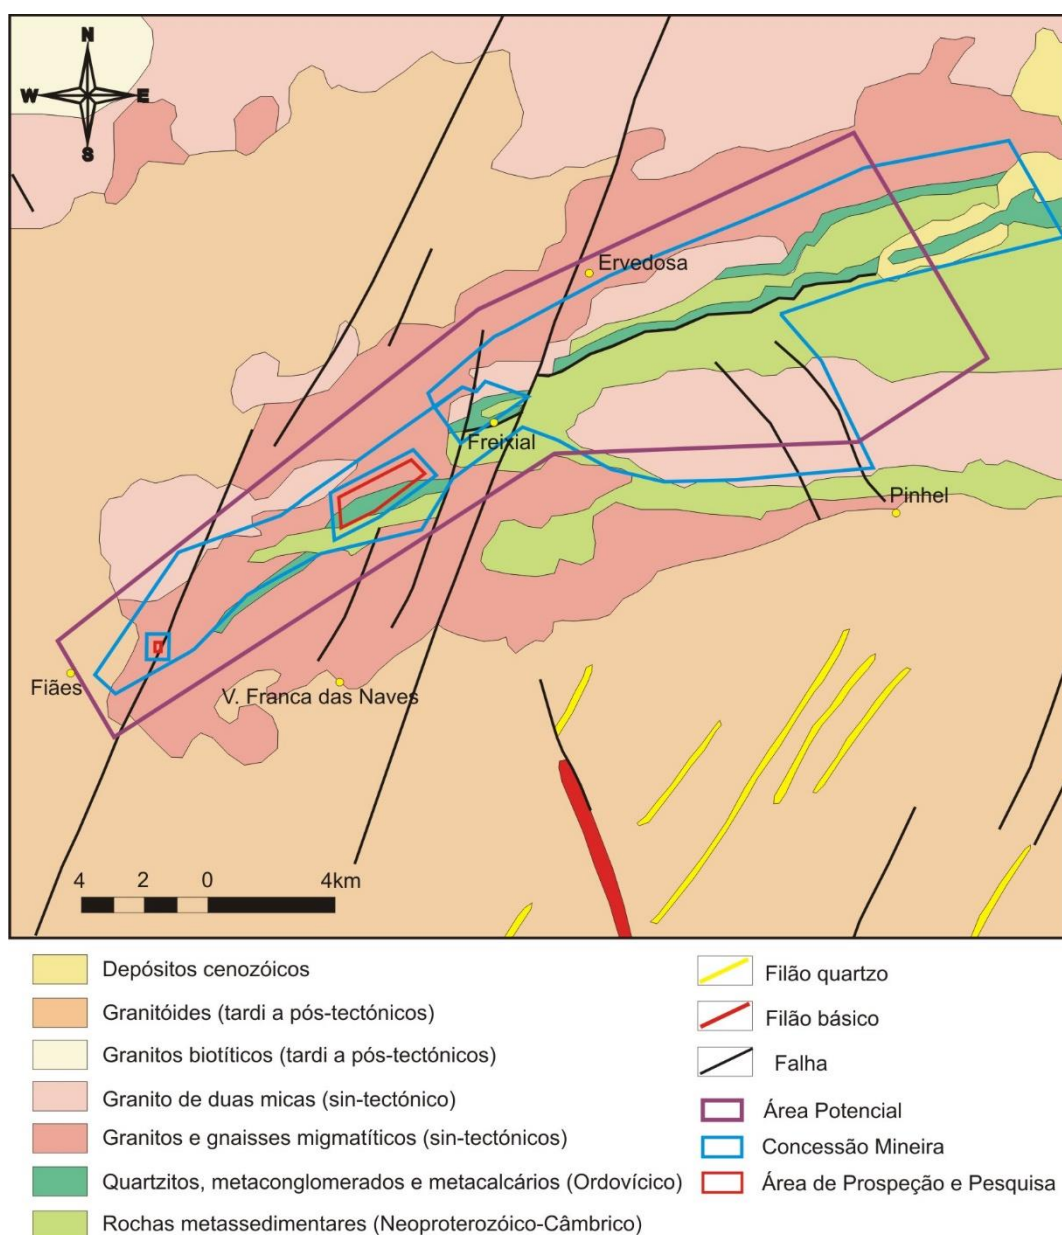 N
W E
S
Ervedosa
Freixial
Pinhel
Fiães
V. Franca das Naves
4 2 0 4km
Depósitos cenozóicos
Granitóides (tardi a pós-tectónicos)
Granitos biotíticos (tardi a pós-tectónicos)
Granito de duas micas (sin-tectónico)
Granitos e gnaisses migmatíticos (sin-tectónicos)
Quartzitos, metaconglomerados e metacalcários (Ordovícico)
Rochas metassedimentares (Neoproterozóico-Câmbrico)
Filão quartzo
Filão básico
Falha
Área Potencial
Concessão Mineira
Área de Prospeção e Pesquisa